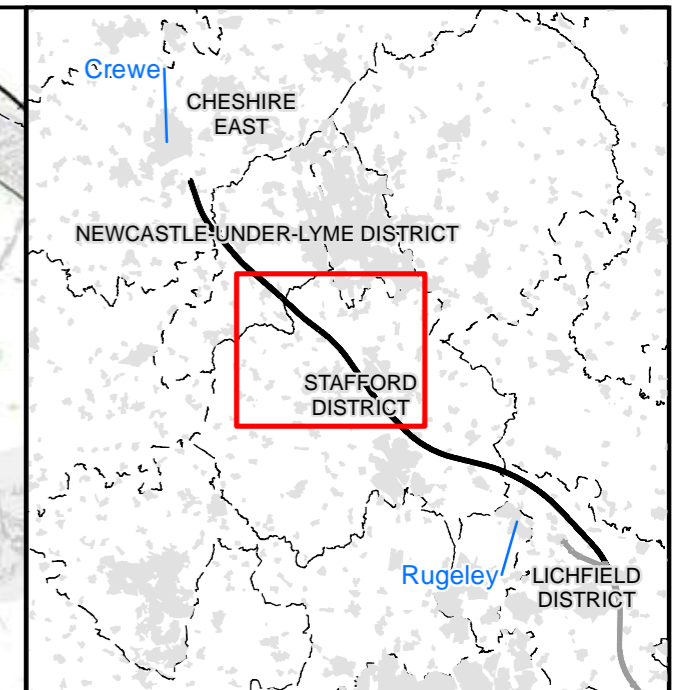 Crewe
CHESHIRE
EAST
NEWCASTLE-UNDER-LYME DISTRICT
STAFFORD
DISTRICT
Rugeley
LICHFIELD
DISTRICT